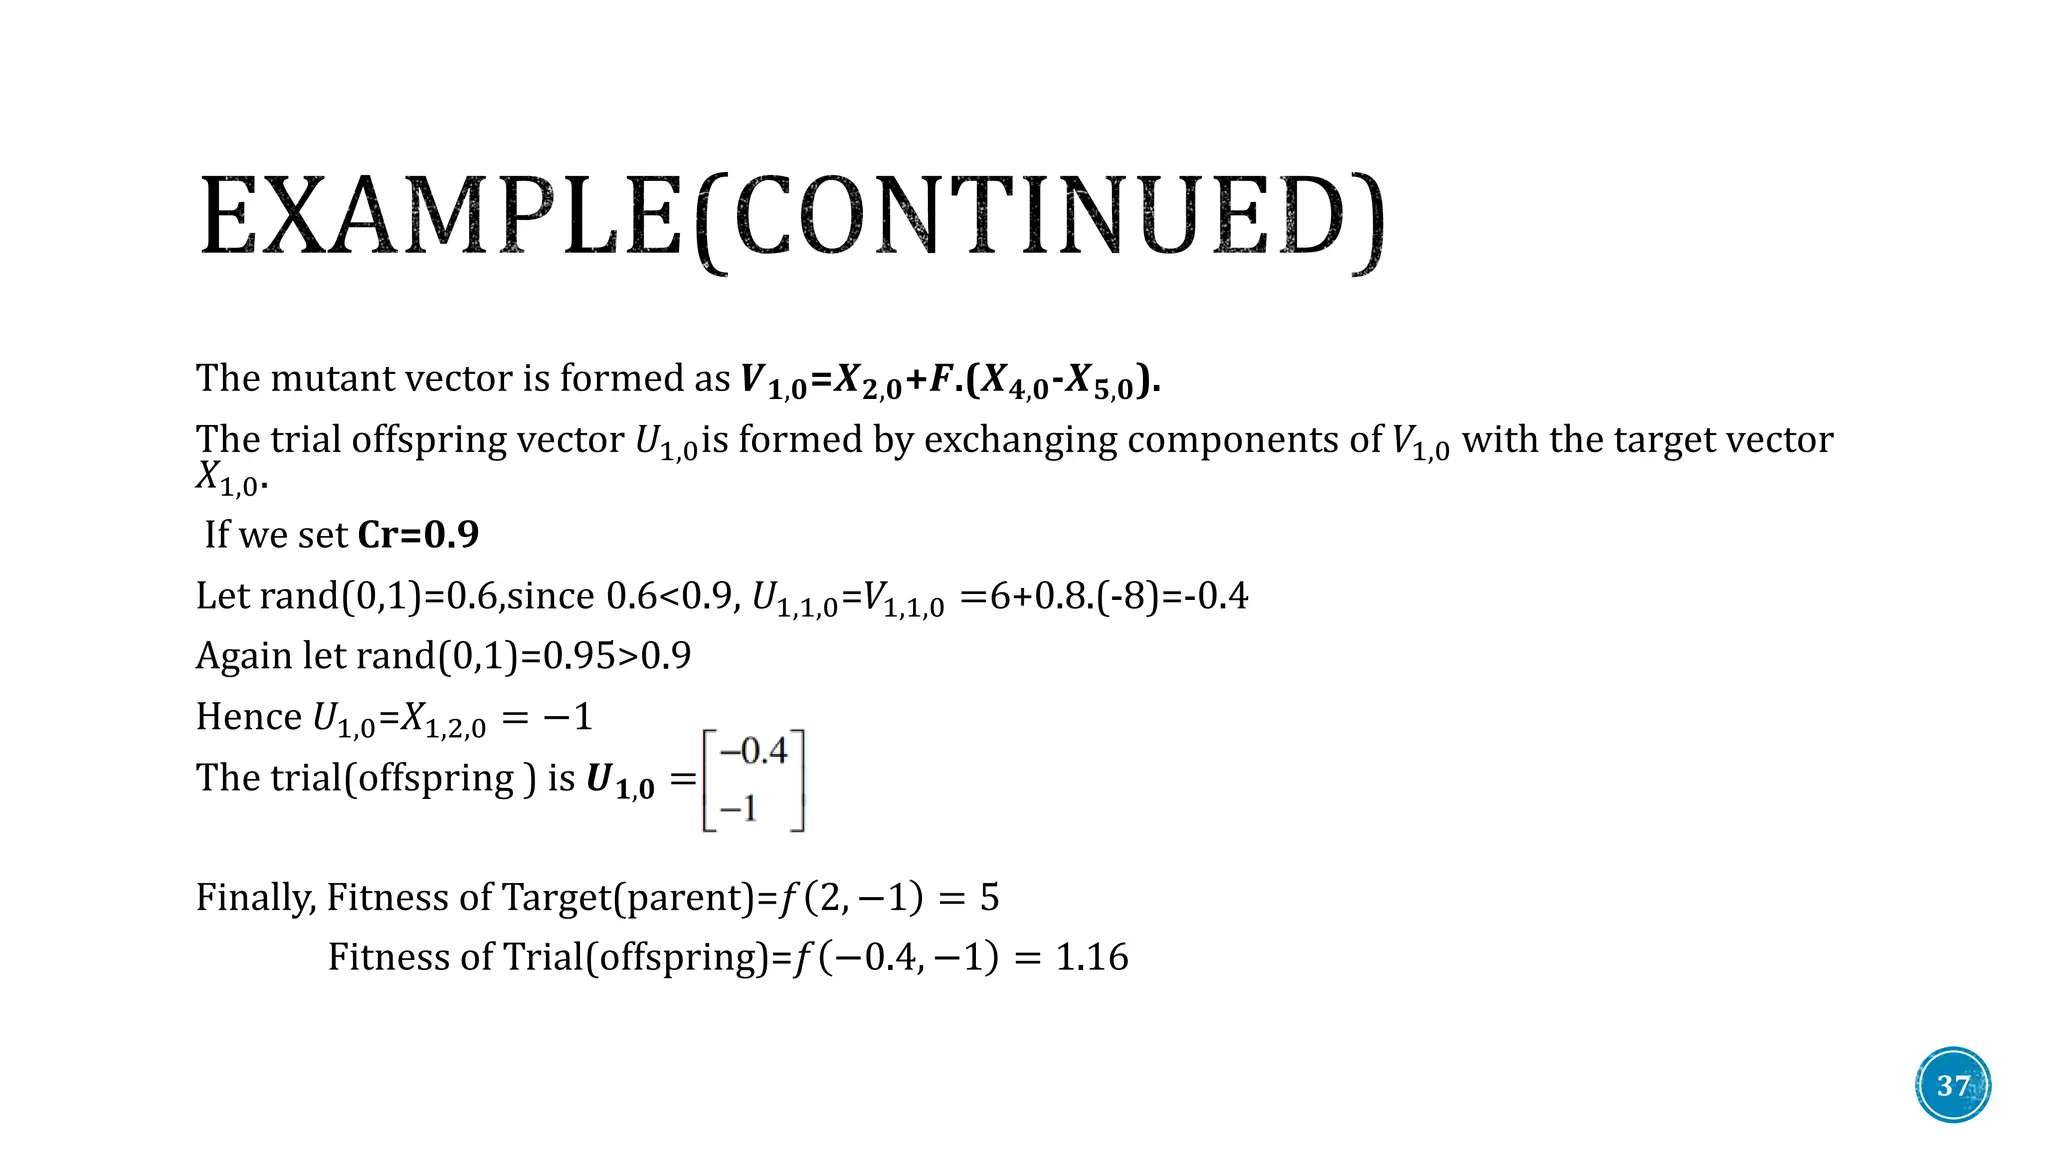 EXAMPLE(CONTINUED)
The mutant vector is formed as V₁,₀=X₂,₀+F.(X₄,₀-X₅,₀).
The trial offspring vector U₁,₀is formed by exchanging components of V₁,₀ with the target vector
X₁,₀.
If we set Cr=0.9
Let rand(0,1)=0.6,since 0.6<0.9, U₁,₁,₀=V₁,₁,₀ =6+0.8.(-8)=-0.4
Again let rand(0,1)=0.95>0.9
Hence U₁,₀=X₁,₂,₀ = −1
The trial(offspring ) is U₁,₀ = [−0.4
−1]
Finally, Fitness of Target(parent)=f(2, −1) = 5
Fitness of Trial(offspring)=f(−0.4, −1) = 1.16
37